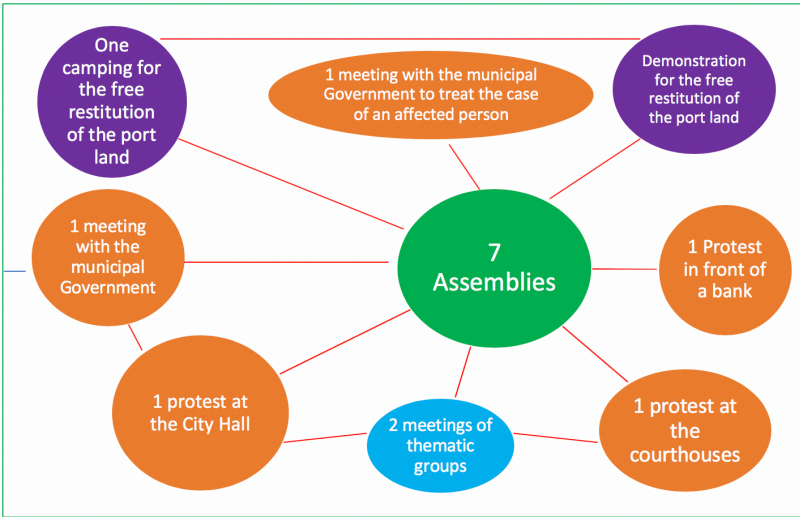 One
camping for
the free
restitution
of the port
land
1 meeting with the municipal
Government to treat the case
of an affected person
Demonstration
for the free
restitution of
the port land
1 meeting
with the
municipal
Government
7
Assemblies
1 Protest
in front of
a bank
1 protest at
the City Hall
2 meetings of
thematic
groups
1 protest at
the
courthouses